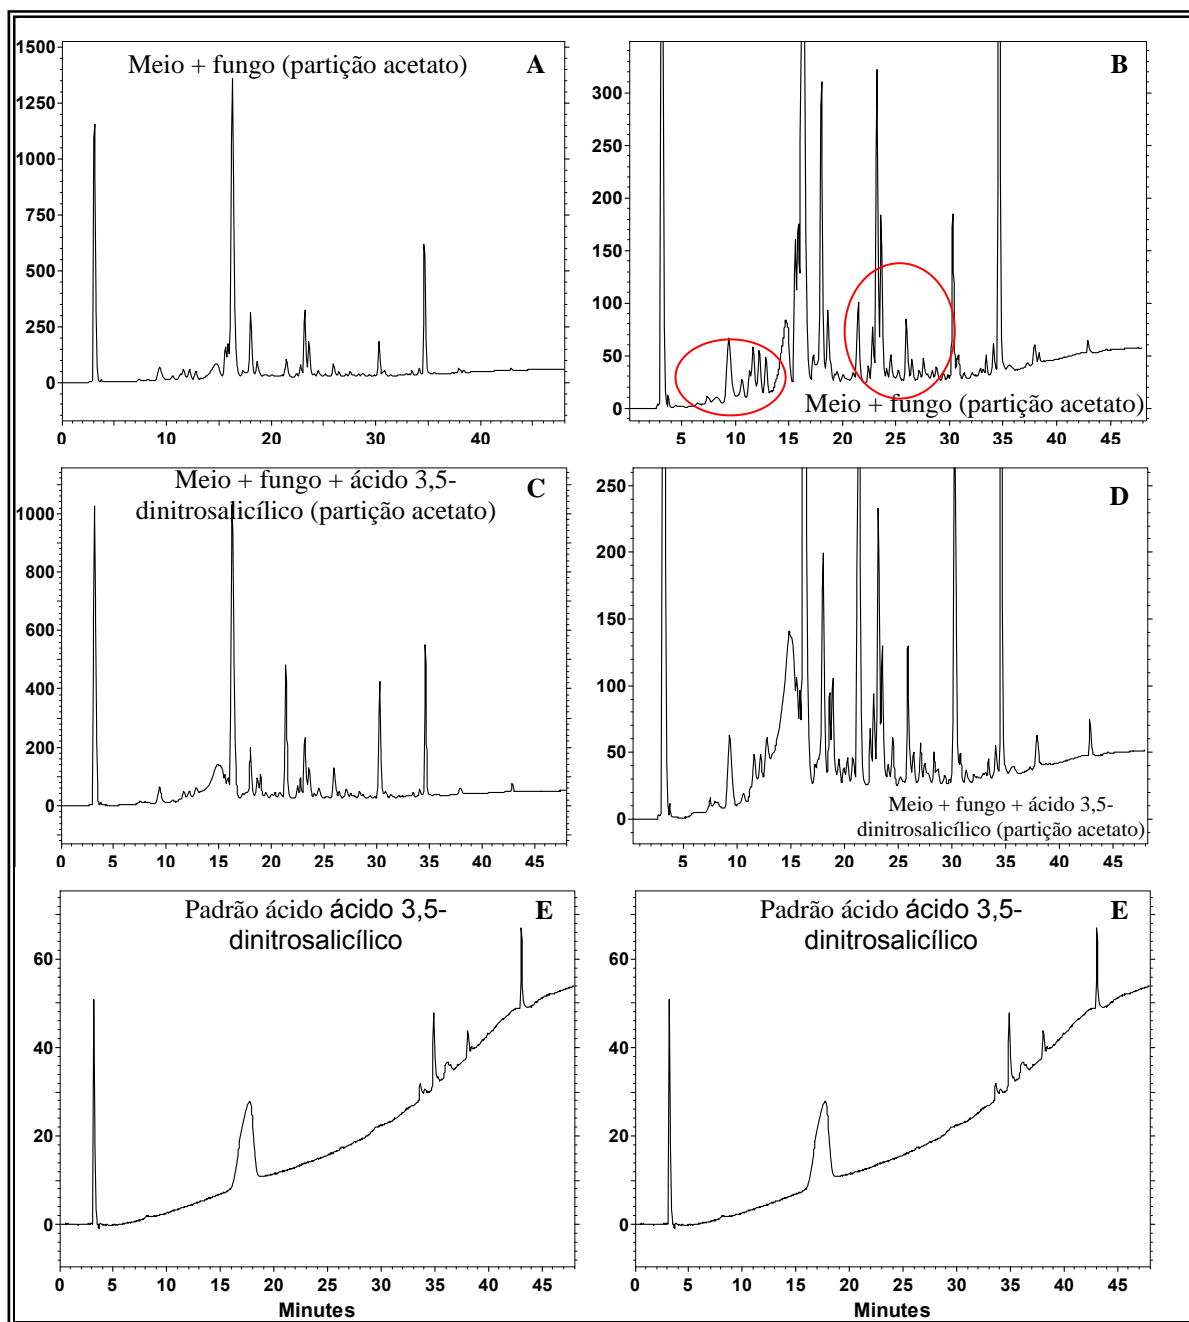 Meio + fungo (partição acetato) A
1500
1250
1000
750
500
250
0
0 10 20 30 40
B
300
250
200
150
100
50
0
Meio + fungo (partição acetato)
5 10 15 20 25 30 35 40 45
Meio + fungo + ácido 3,5-
dinitrosalicílico (partição acetato)
C
1000
800
600
400
200
0
0 5 10 15 20 25 30 35 40 45
D
250
200
150
100
50
0
Meio + fungo + ácido 3,5-
dinitrosalicílico (partição acetato)
5 10 15 20 25 30 35 40 45
Padrão ácido ácido 3,5-
dinitrosalicílico
E
60
40
20
0
0 5 10 15 20 25 30 35 40 45
Minutes
Padrão ácido ácido 3,5-
dinitrosalicílico
E
60
40
20
0
0 5 10 15 20 25 30 35 40 45
Minutes